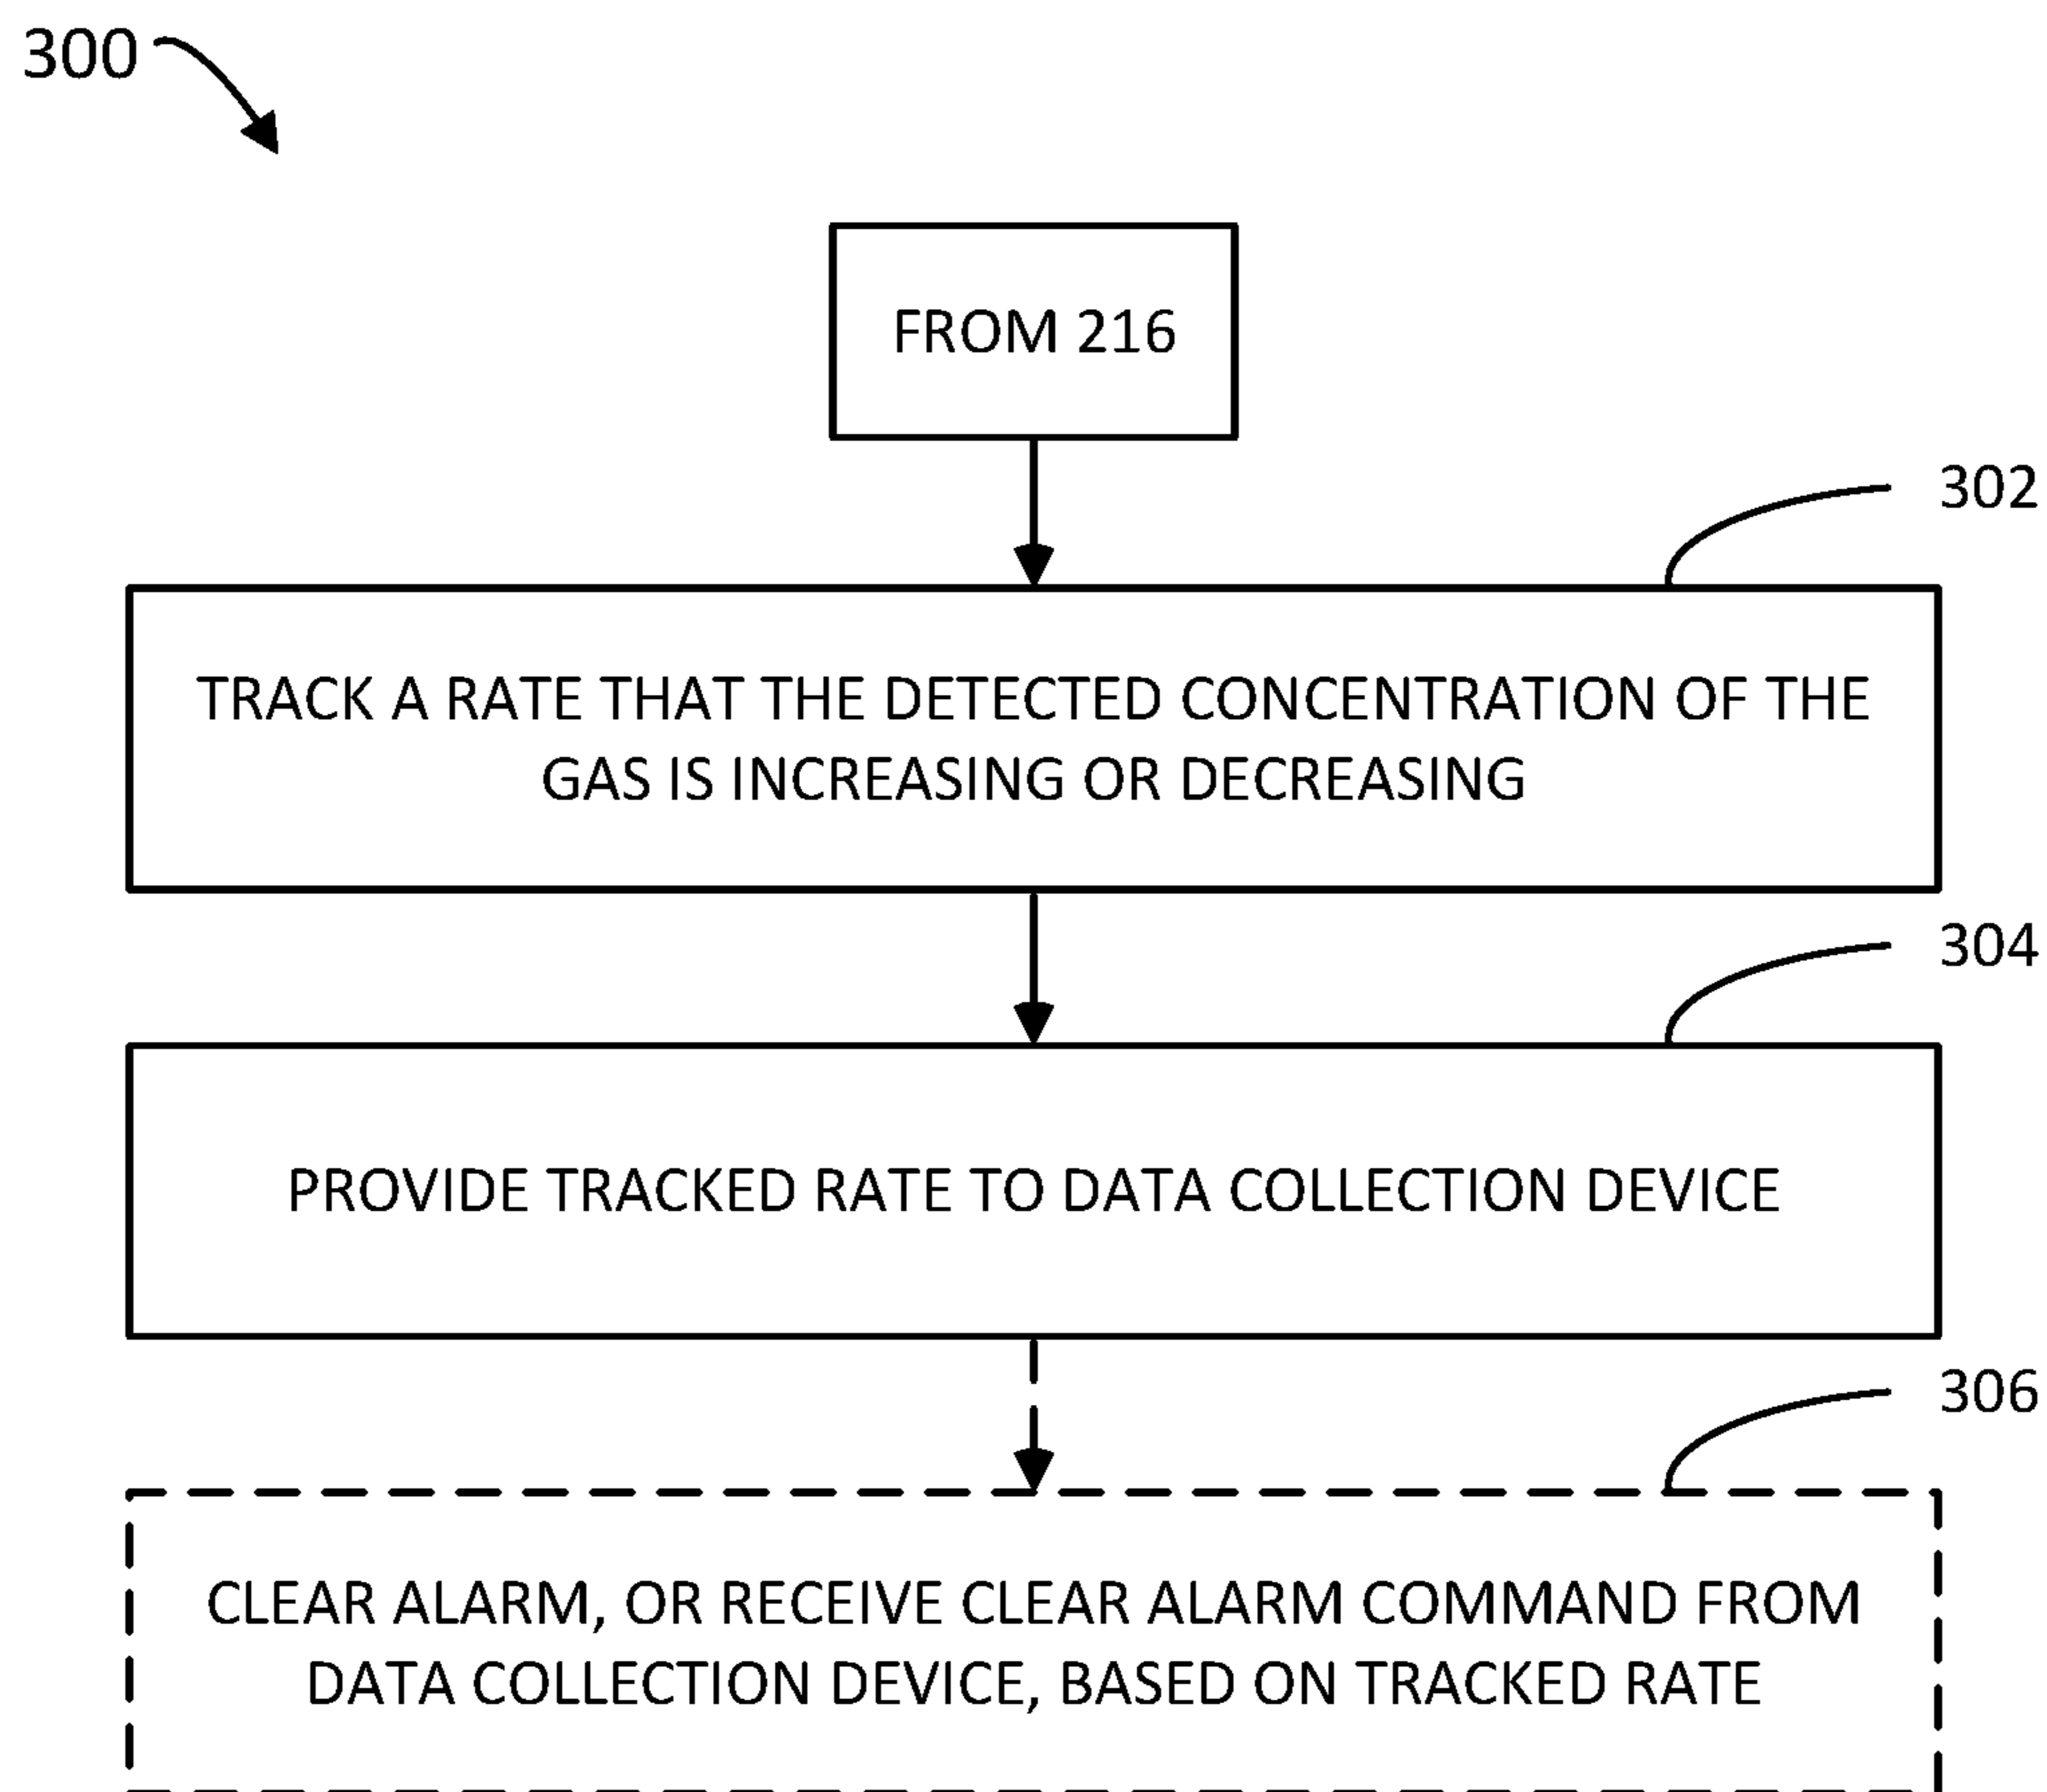 300
FROM 216
302
TRACK A RATE THAT THE DETECTED CONCENTRATION OF THE
GAS IS INCREASING OR DECREASING
304
PROVIDE TRACKED RATE TO DATA COLLECTION DEVICE
306
CLEAR ALARM, OR RECEIVE CLEAR ALARM COMMAND FROM
DATA COLLECTION DEVICE, BASED ON TRACKED RATE